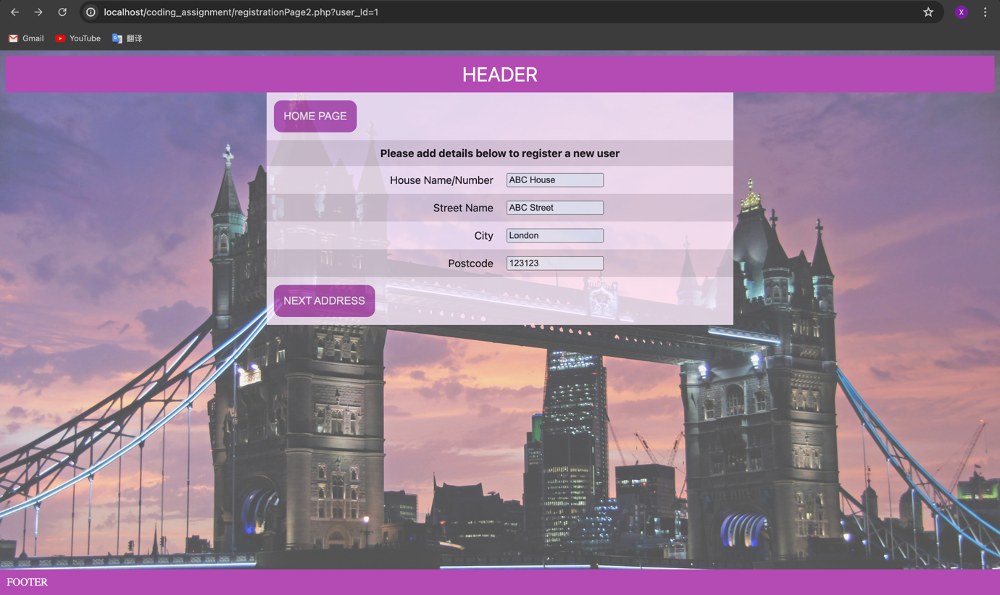 localhost/coding_assignment/registrationPage2.php?user_Id=1
X
Gmail YouTube 翻译
HEADER
HOME PAGE
Please add details below to register a new user
House Name/Number ABC House
Street Name ABC Street
City London
Postcode 123123
NEXT ADDRESS
FOOTER